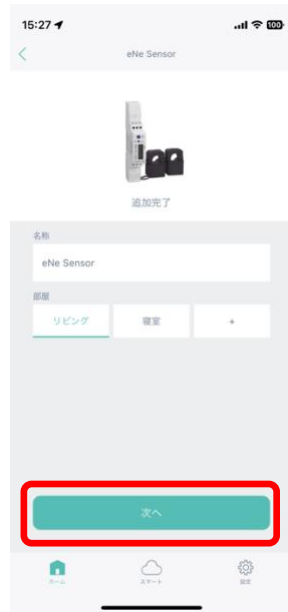 15:27
100
eNe Sensor
追加完了
名称
eNe Sensor
部屋
リビング 寝室 +
次へ
ホーム スマート 設定